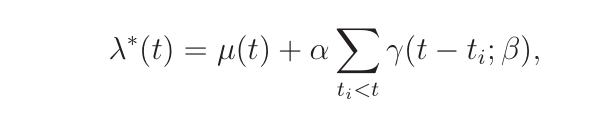 λ*(t) = μ(t) + α ∑_{t_i<t} γ(t − t_i; β),